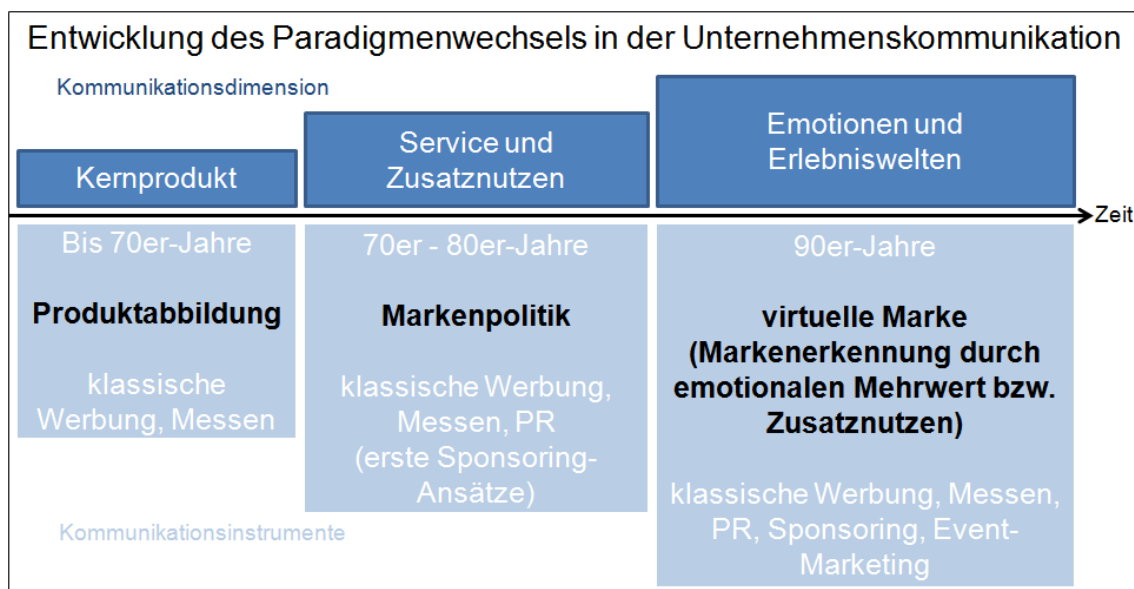 Entwicklung des Paradigmenwechsels in der Unternehmenskommunikation
Kommunikationsdimension
Kernprodukt
Service und
Zusatznutzen
Emotionen und
Erlebniswelten
Zeit
Bis 70er-Jahre
Produktabbildung
klassische
Werbung, Messen
70er - 80er-Jahre
Markenpolitik
klassische Werbung,
Messen, PR
(erste Sponsoring-
Ansätze)
90er-Jahre
virtuelle Marke
(Markenerkennung durch
emotionalen Mehrwert bzw.
Zusatznutzen)
klassische Werbung, Messen,
PR, Sponsoring, Event-
Marketing
Kommunikationsinstrumente